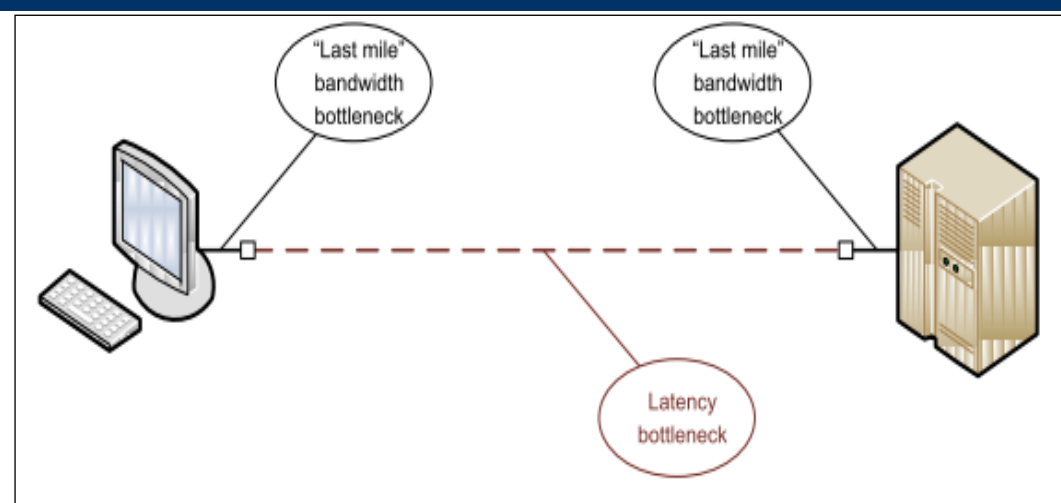 “Last mile”
bandwidth
bottleneck
“Last mile”
bandwidth
bottleneck
Latency
bottleneck